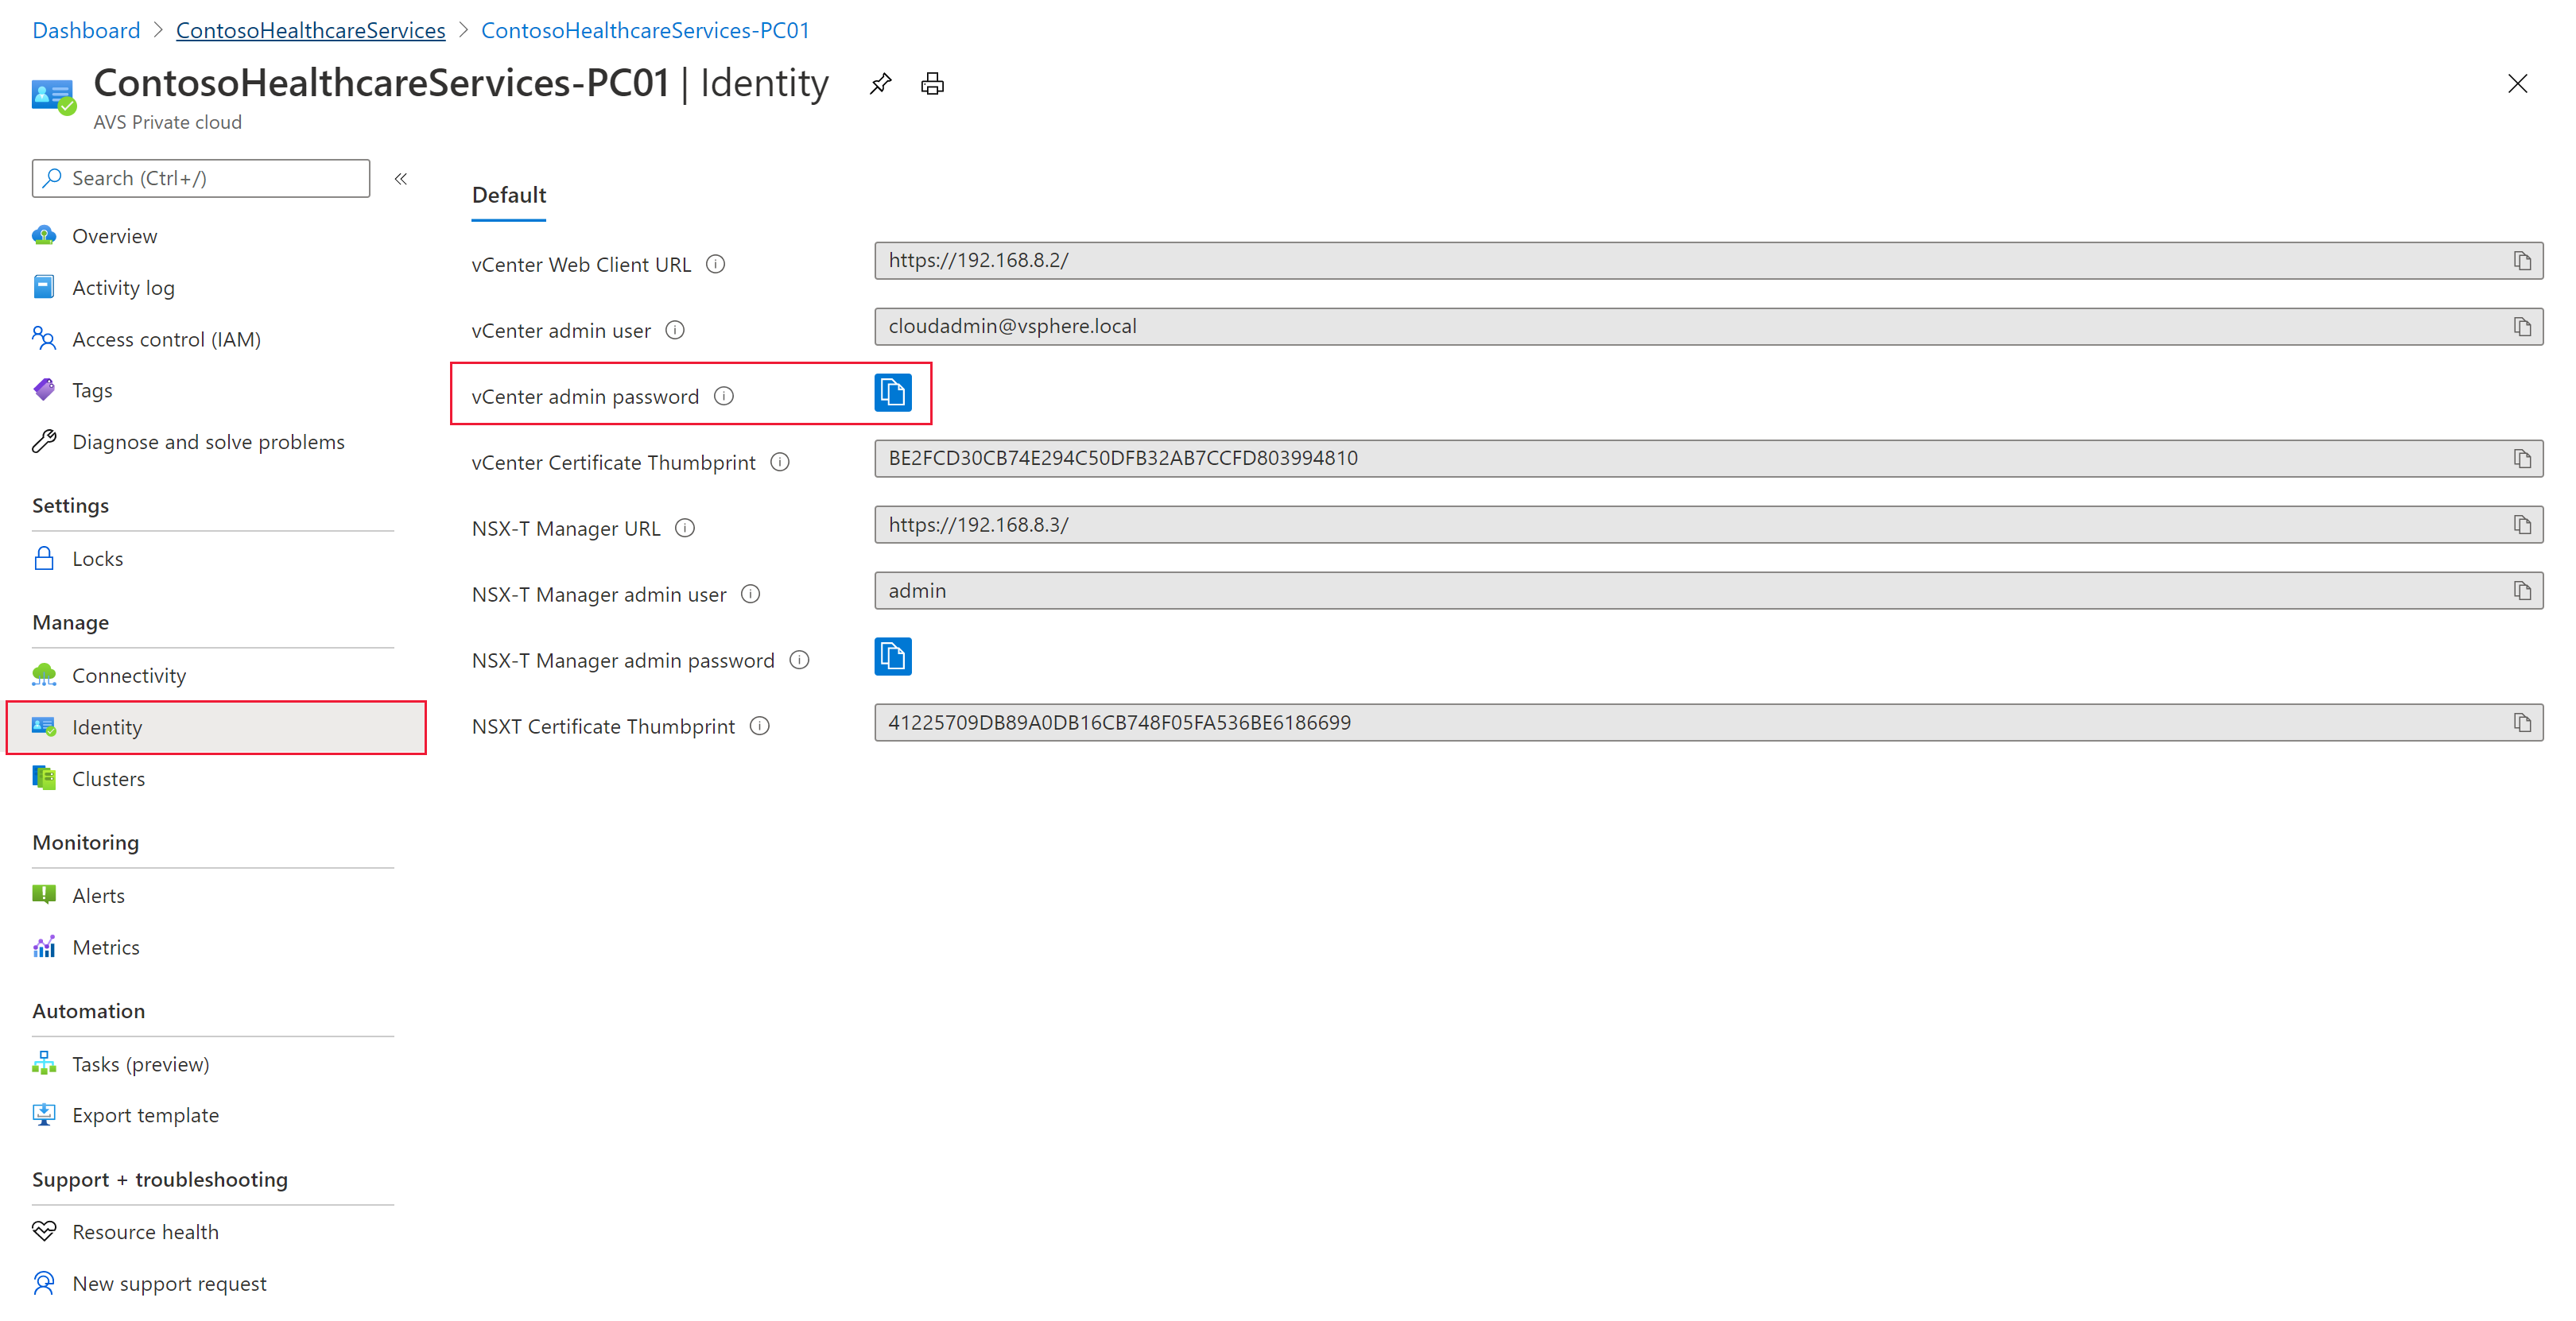 Dashboard > ContosoHealthcareServices > ContosoHealthcareServices-PC01
ContosoHealthcareServices-PC01 | Identity
AVS Private cloud
Search (Ctrl+/)
«
Overview
Activity log
Access control (IAM)
Tags
Diagnose and solve problems
Settings
Locks
Manage
Connectivity
Identity
Clusters
Monitoring
Alerts
Metrics
Automation
Tasks (preview)
Export template
Support + troubleshooting
Resource health
New support request
Default
vCenter Web Client URL https://192.168.8.2/
vCenter admin user cloudadmin@vsphere.local
vCenter admin password
vCenter Certificate Thumbprint BE2FCD30CB74E294C50DFB32AB7CCFD803994810
NSX-T Manager URL https://192.168.8.3/
NSX-T Manager admin user admin
NSX-T Manager admin password
NSXT Certificate Thumbprint 41225709DB89A0DB16CB748F05FA536BE6186699